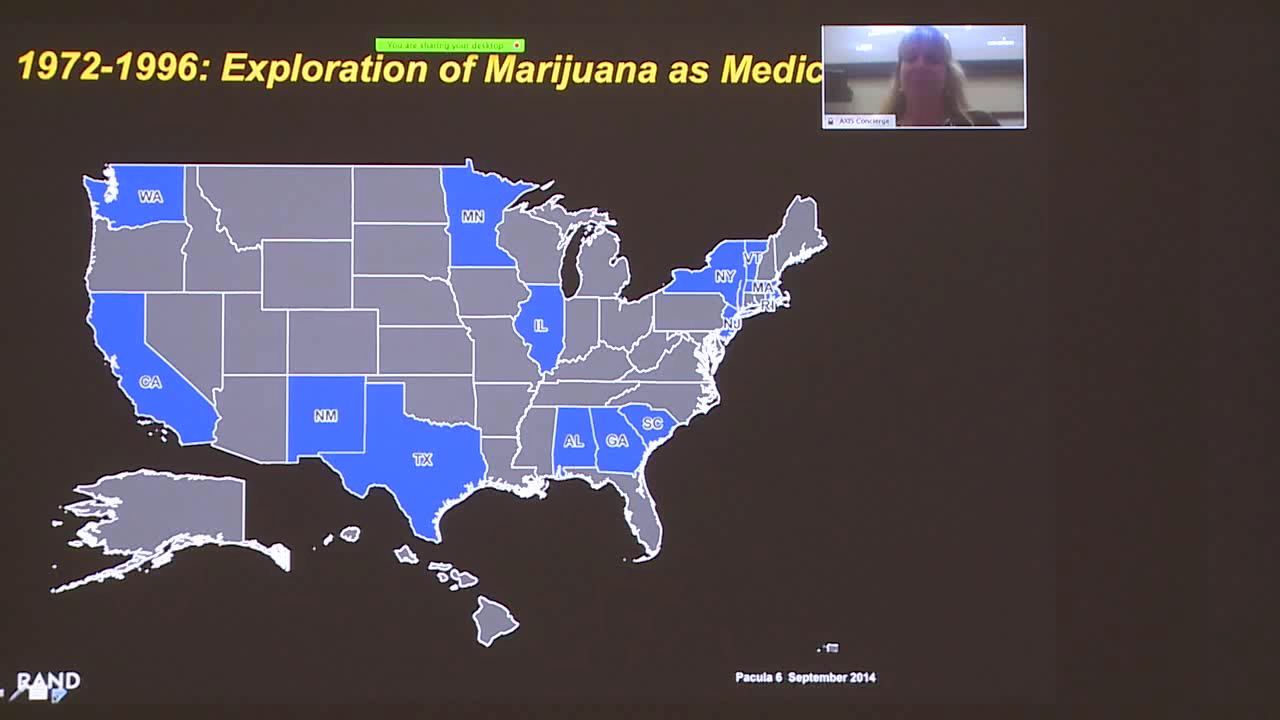 You are sharing your desktop
1972-1996: Exploration of Marijuana as Medic
AXIS Concierge
WA
MN
VT
NY
MA
RI
NJ
IL
CA
NM
TX
AL
GA
SC
RAND
Pacula 6 September 2014